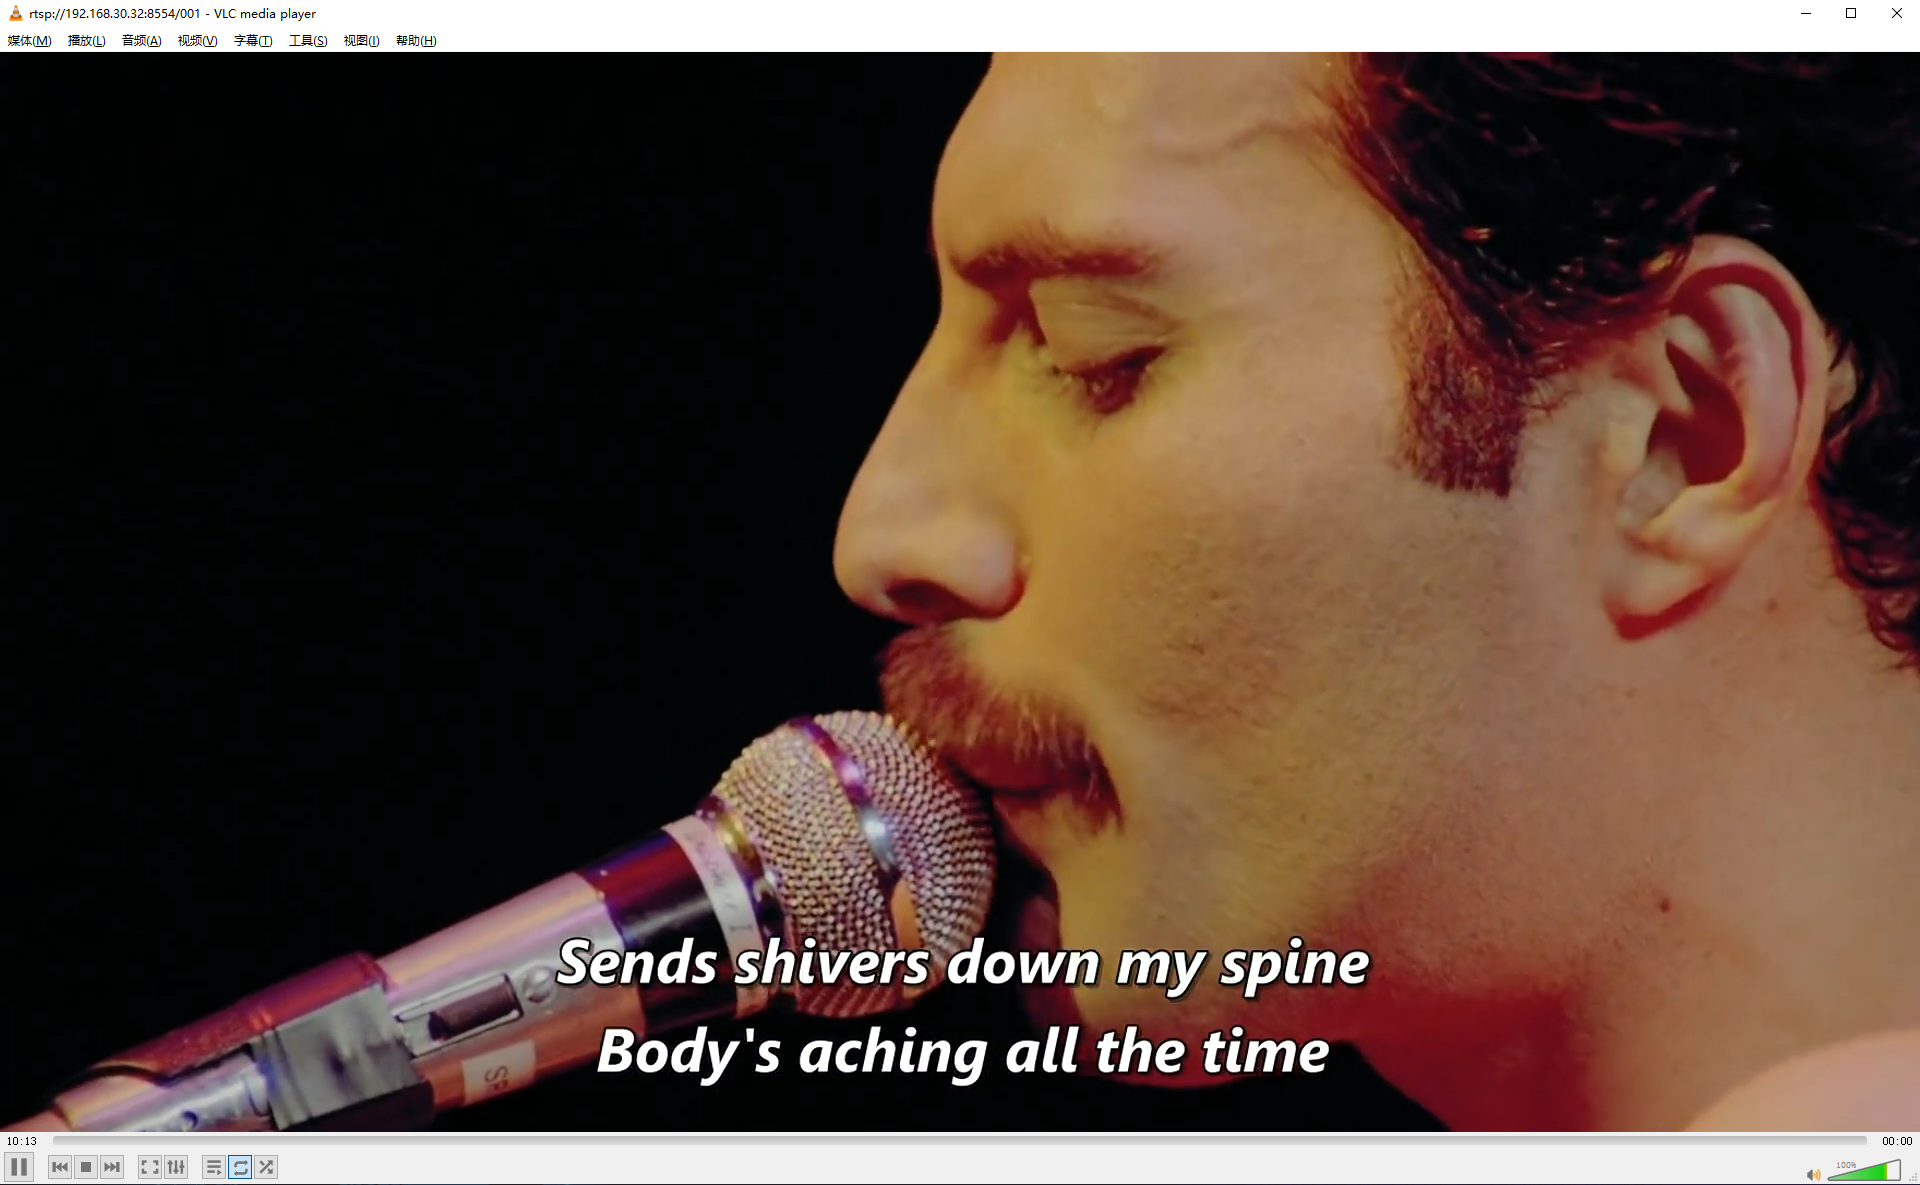 rtsp://192.168.30.32:8554/001 - VLC media player
媒体(M) 播放(L) 音频(A) 视频(V) 字幕(T) 工具(S) 视图(I) 帮助(H)
Sends shivers down my spine
Body's aching all the time
10:13 00:00
100%